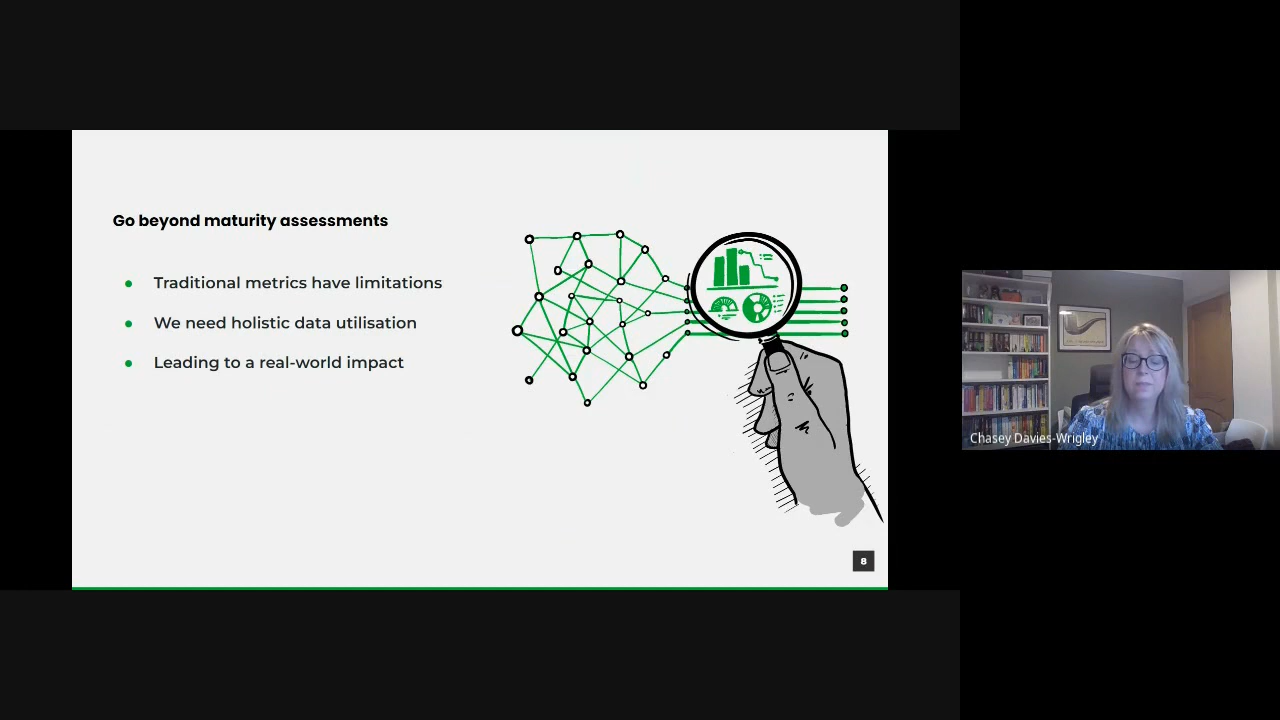 Go beyond maturity assessments
Traditional metrics have limitations
We need holistic data utilisation
Leading to a real-world impact
8
Chasey Davies-Wrigley